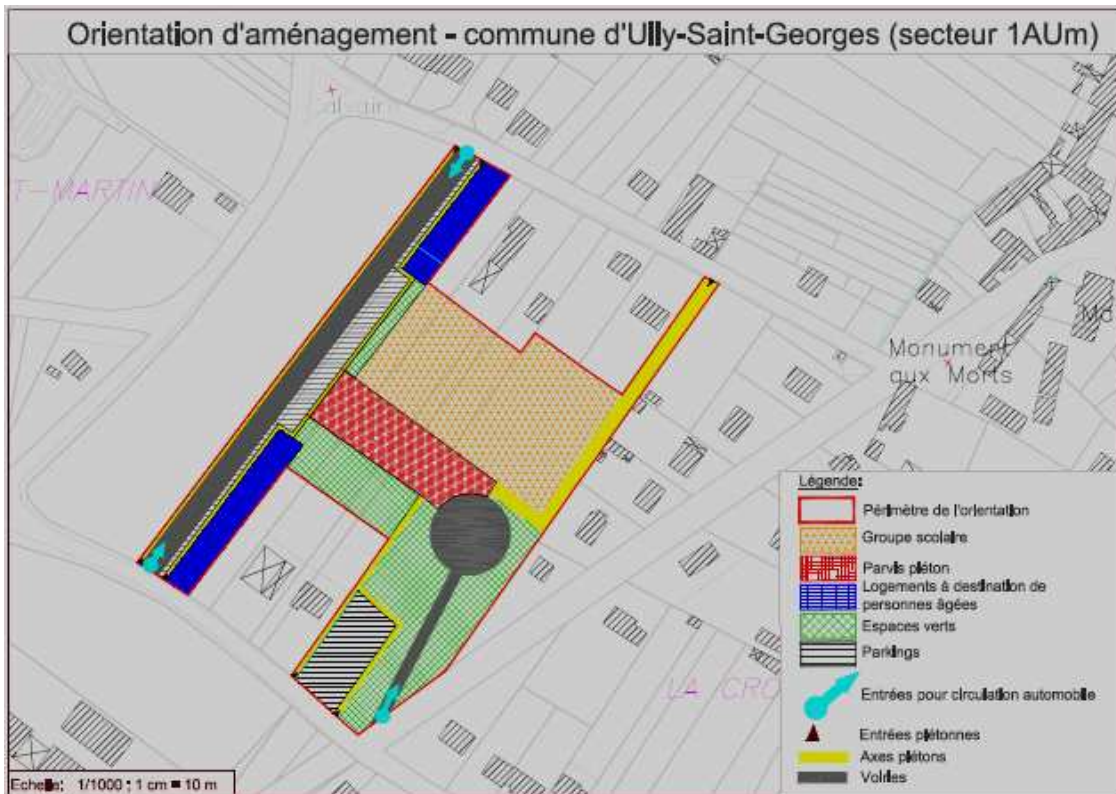 Orientation d'aménagement - commune d'Ully-Saint-Georges (secteur 1AUm)
T-MARTIN
Monument
aux Morts
Mo
LA CRO
Légende:
Périmètre de l'orientation
Groupe scolaire
Parvis piéton
Logements à destination de
personnes âgées
Espaces verts
Parkings
Entrées pour circulation automobile
Entrées piétonnes
Axes piétons
Voiries
Echelle: 1/1000 ; 1 cm = 10 m